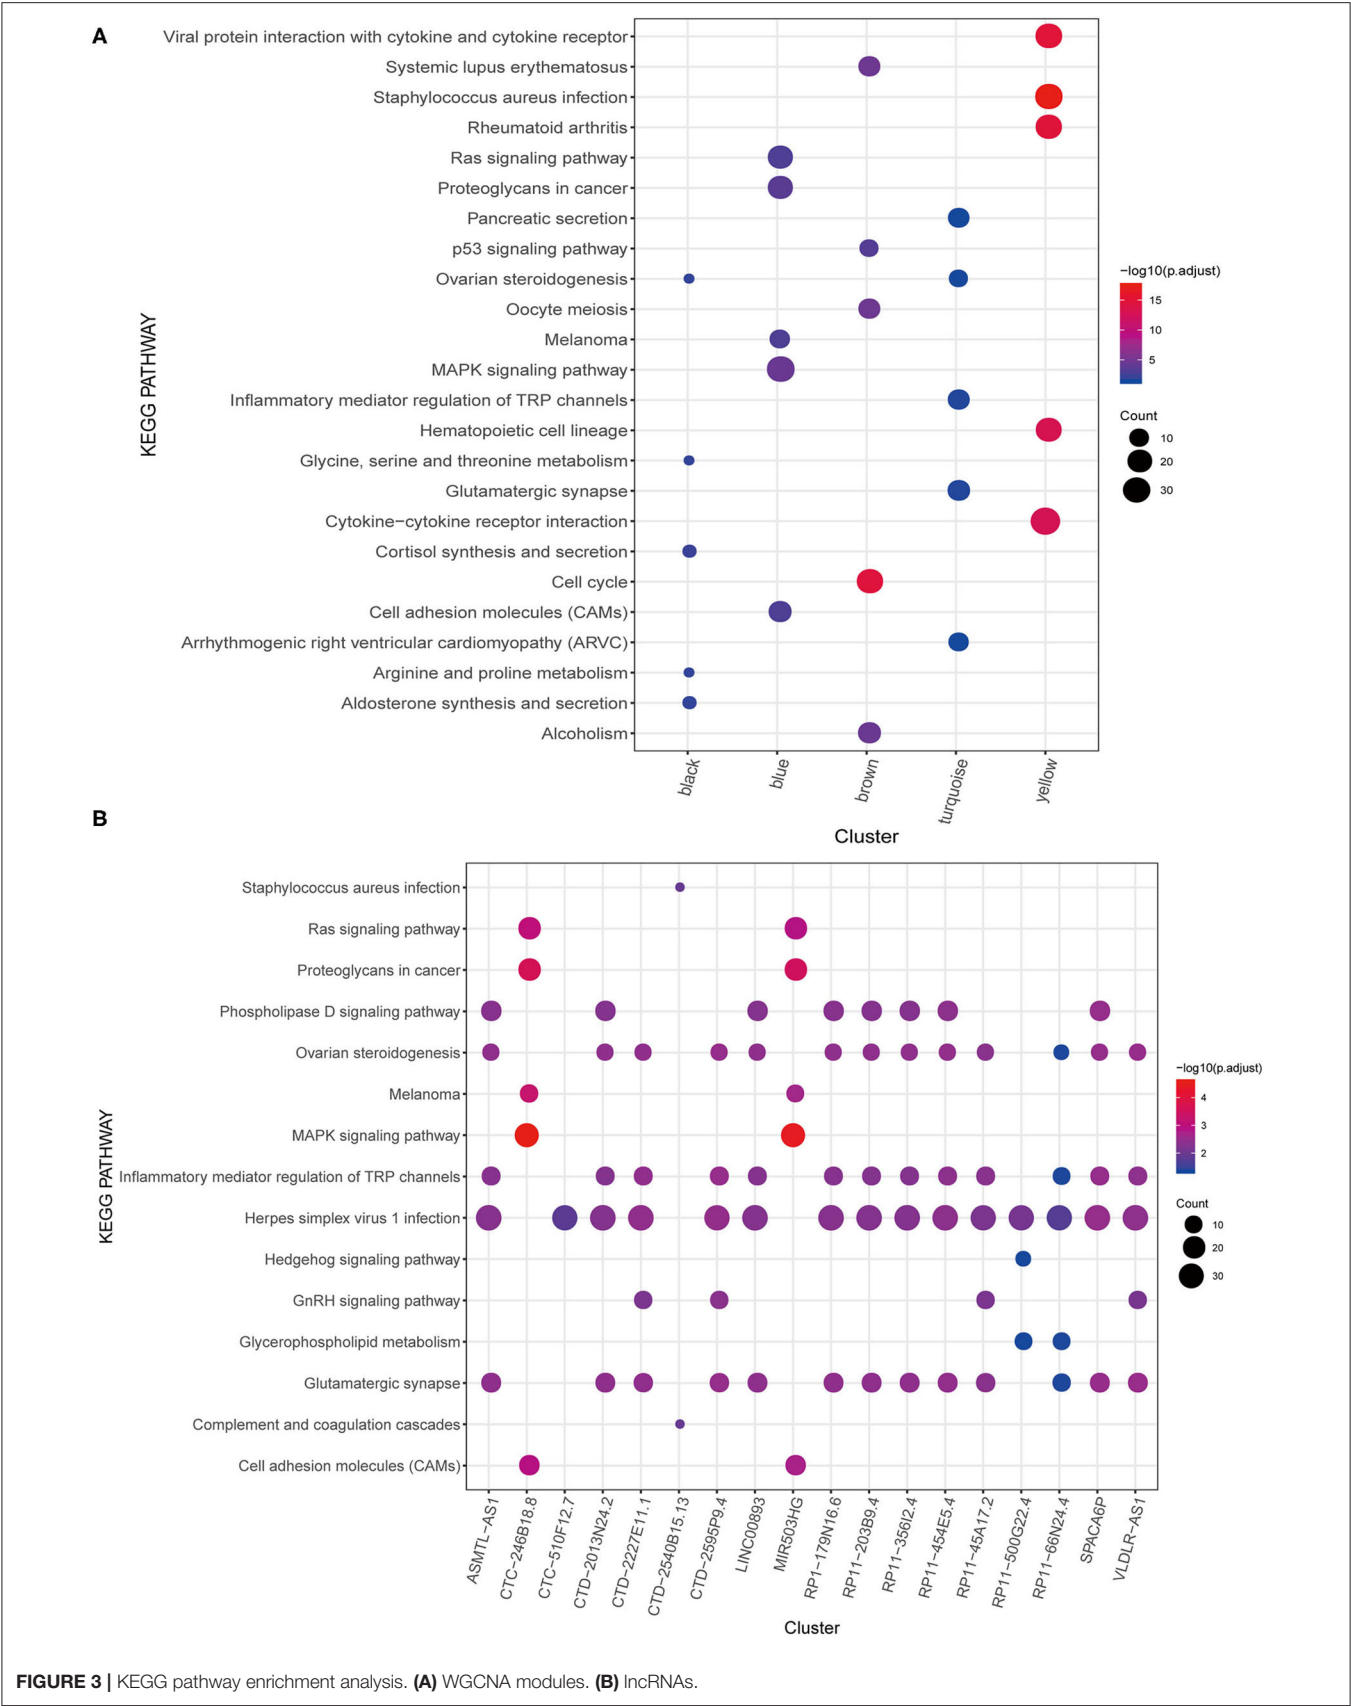 A
Viral protein interaction with cytokine and cytokine receptor
Systemic lupus erythematosus
Staphylococcus aureus infection
Rheumatoid arthritis
Ras signaling pathway
Proteoglycans in cancer
Pancreatic secretion
p53 signaling pathway
Ovarian steroidogenesis
Oocyte meiosis
Melanoma
MAPK signaling pathway
Inflammatory mediator regulation of TRP channels
Hematopoietic cell lineage
Glycine, serine and threonine metabolism
Glutamatergic synapse
Cytokine−cytokine receptor interaction
Cortisol synthesis and secretion
Cell cycle
Cell adhesion molecules (CAMs)
Arrhythmogenic right ventricular cardiomyopathy (ARVC)
Arginine and proline metabolism
Aldosterone synthesis and secretion
Alcoholism
KEGG PATHWAY
black
blue
brown
turquoise
yellow
Cluster
−log10(p.adjust)
15
10
5
Count
10
20
30
B
Staphylococcus aureus infection
Ras signaling pathway
Proteoglycans in cancer
Phospholipase D signaling pathway
Ovarian steroidogenesis
Melanoma
MAPK signaling pathway
Inflammatory mediator regulation of TRP channels
Herpes simplex virus 1 infection
Hedgehog signaling pathway
GnRH signaling pathway
Glycerophospholipid metabolism
Glutamatergic synapse
Complement and coagulation cascades
Cell adhesion molecules (CAMs)
KEGG PATHWAY
ASMTL−AS1
CTC−246B18.8
CTC−510F12.7
CTD−2013N24.2
CTD−2227E11.1
CTD−2540B15.13
CTD−2595P9.4
LINC00893
MIR503HG
RP1−179N16.6
RP11−203B9.4
RP11−356I2.4
RP11−454E5.4
RP11−45A17.2
RP11−500G22.4
RP11−66N24.4
SPACA6P
VLDLR−AS1
Cluster
−log10(p.adjust)
4
3
2
Count
10
20
30
FIGURE 3 | KEGG pathway enrichment analysis. (A) WGCNA modules. (B) lncRNAs.